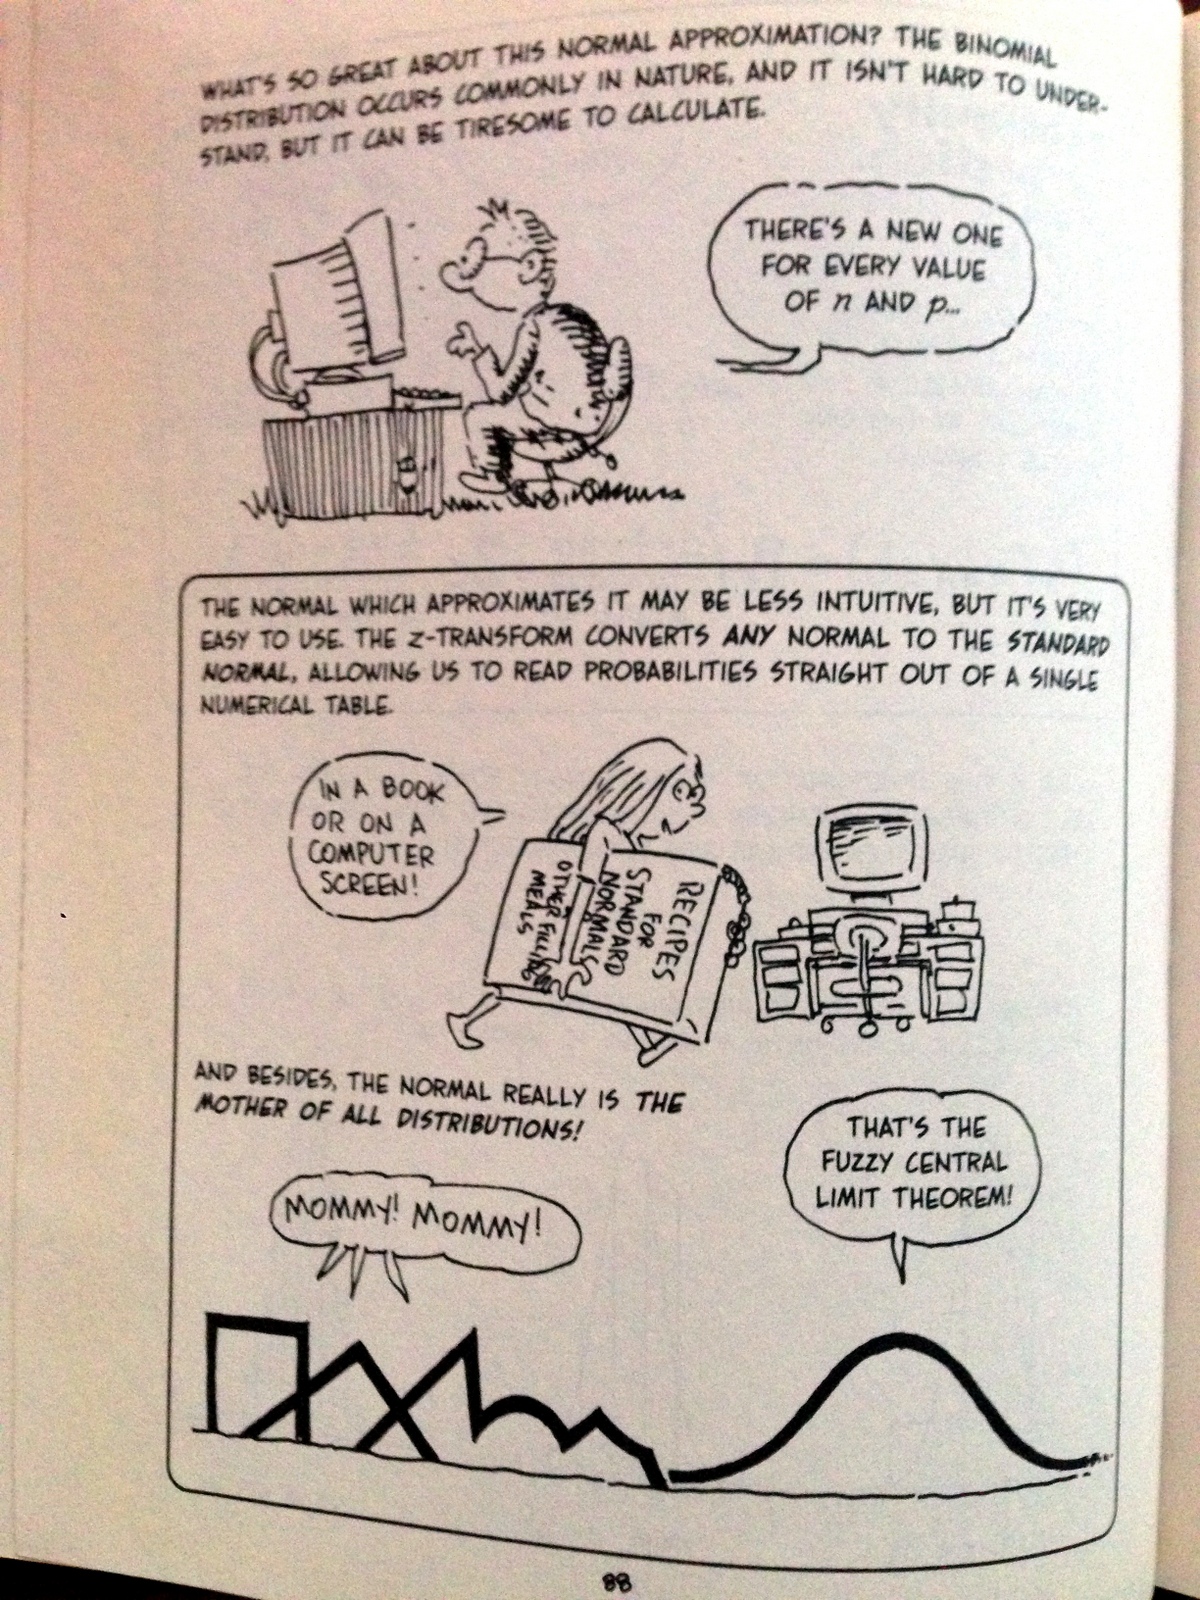 WHAT'S SO GREAT ABOUT THIS NORMAL APPROXIMATION? THE BINOMIAL
DISTRIBUTION OCCURS COMMONLY IN NATURE, AND IT ISN'T HARD TO UNDER-
STAND, BUT IT CAN BE TIRESOME TO CALCULATE.
THERE'S A NEW ONE
FOR EVERY VALUE
OF n AND p...
THE NORMAL WHICH APPROXIMATES IT MAY BE LESS INTUITIVE, BUT IT'S VERY
EASY TO USE. THE Z-TRANSFORM CONVERTS ANY NORMAL TO THE STANDARD
NORMAL, ALLOWING US TO READ PROBABILITIES STRAIGHT OUT OF A SINGLE
NUMERICAL TABLE.
IN A BOOK
OR ON A
COMPUTER
SCREEN!
RECIPES
FOR
STANDARD
NORMALS
&
OTHER FILLING
MEALS
AND BESIDES, THE NORMAL REALLY IS THE
MOTHER OF ALL DISTRIBUTIONS!
THAT'S THE
FUZZY CENTRAL
LIMIT THEOREM!
MOMMY! MOMMY!
88